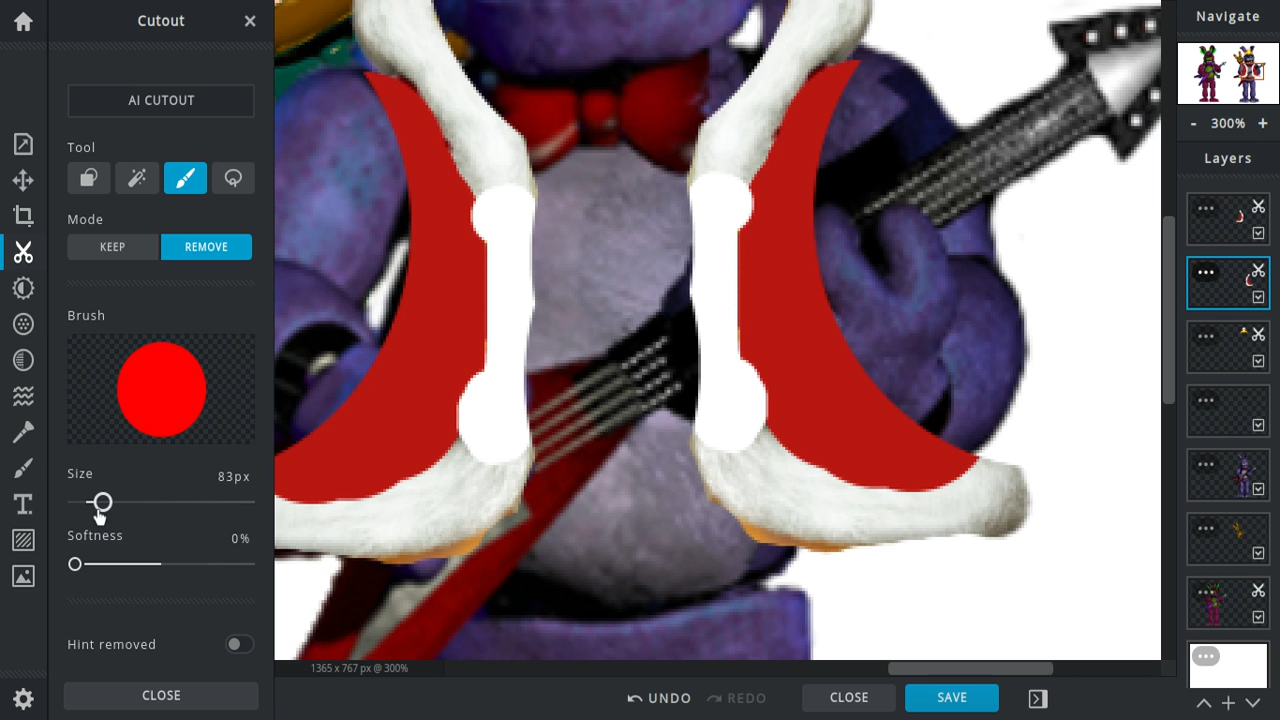 Cutout
AI CUTOUT
Tool
Mode
KEEP
REMOVE
Brush
Size
83px
Softness
0%
Hint removed
CLOSE
1365 x 767 px @ 300%
UNDO
REDO
CLOSE
SAVE
Navigate
- 300% +
Layers